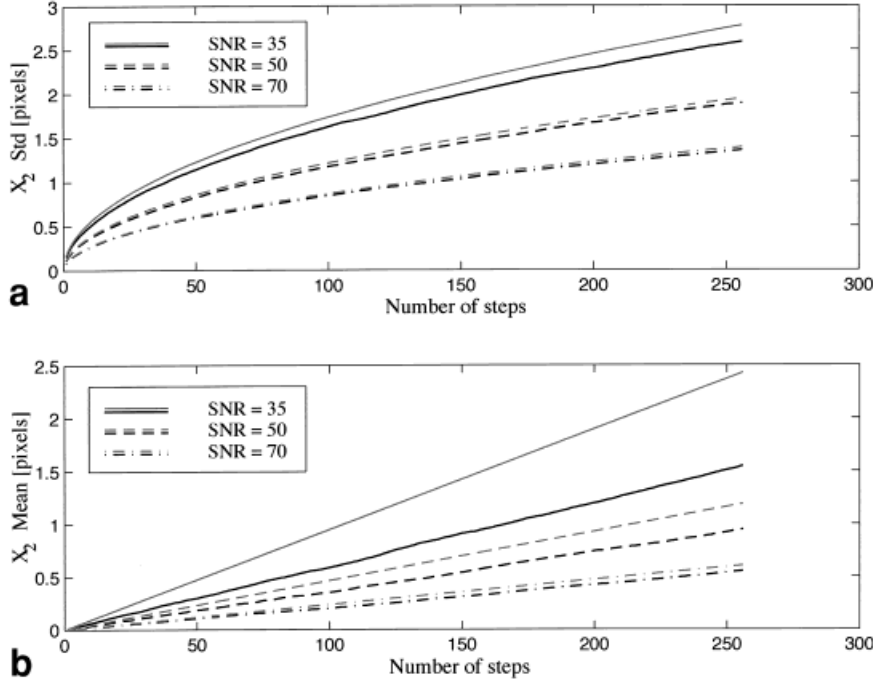 X2 Std [pixels]
3
2.5
2
1.5
1
0.5
0
SNR = 35
SNR = 50
SNR = 70
0 50 100 150 200 250 300
Number of steps
a
X2 Mean [pixels]
2.5
2
1.5
1
0.5
0
SNR = 35
SNR = 50
SNR = 70
0 50 100 150 200 250 300
Number of steps
b